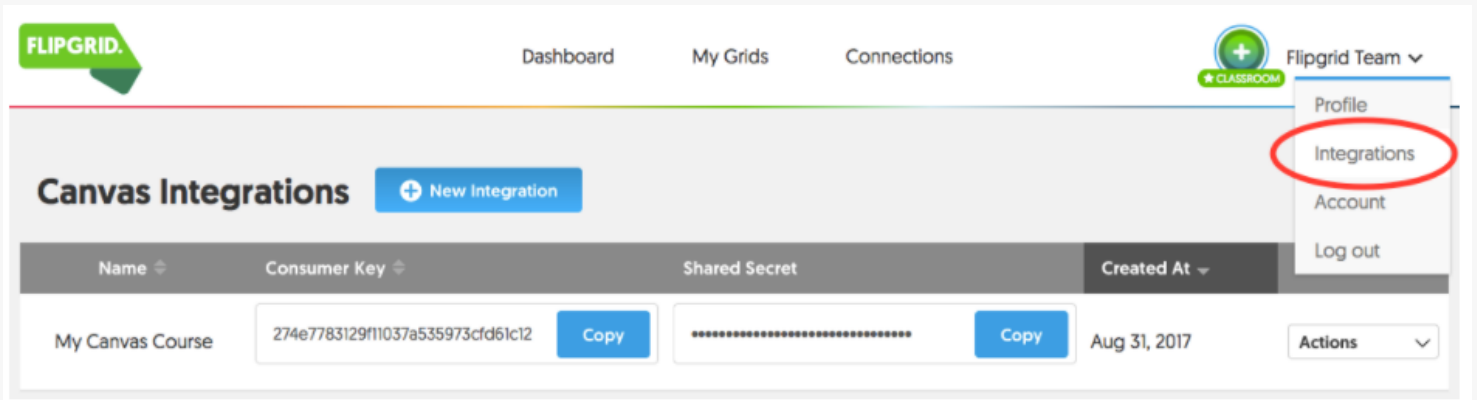 FLIPGRID.
Dashboard My Grids Connections
CLASSROOM
Flipgrid Team
Profile
Integrations
Account
Log out
Canvas Integrations
New Integration
Name Consumer Key Shared Secret Created At
My Canvas Course 274e7783129f11037a535973cfd61c12 Copy •••••••••••••••••••••••••••••••• Copy Aug 31, 2017 Actions